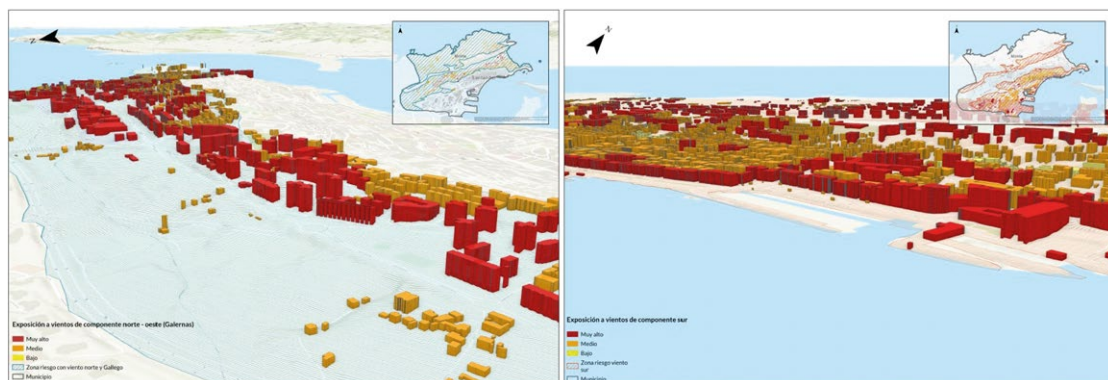 N
Exposición a vientos de componente norte - oeste (Galernas)
Muy alto
Medio
Bajo
Zona riesgo con viento norte y Gallego
Municipio
N
Exposición a vientos de componente sur
Muy alto
Medio
Bajo
Zona riesgo viento
sur
Municipio